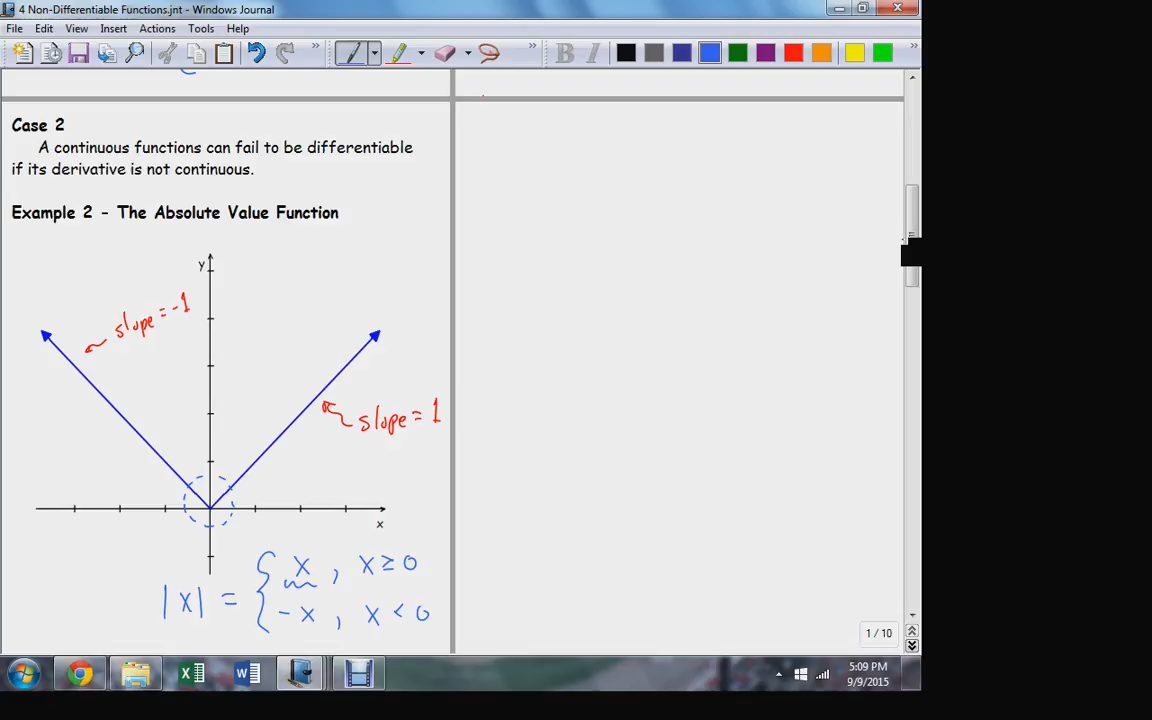 4 Non-Differentiable Functions.jnt - Windows Journal
File Edit View Insert Actions Tools Help
B I
Case 2
A continuous functions can fail to be differentiable
if its derivative is not continuous.
Example 2 - The Absolute Value Function
y
slope = -1
slope = 1
x
|x| = { x , x ≥ 0
-x , x < 0
1 / 10
5:09 PM
9/9/2015